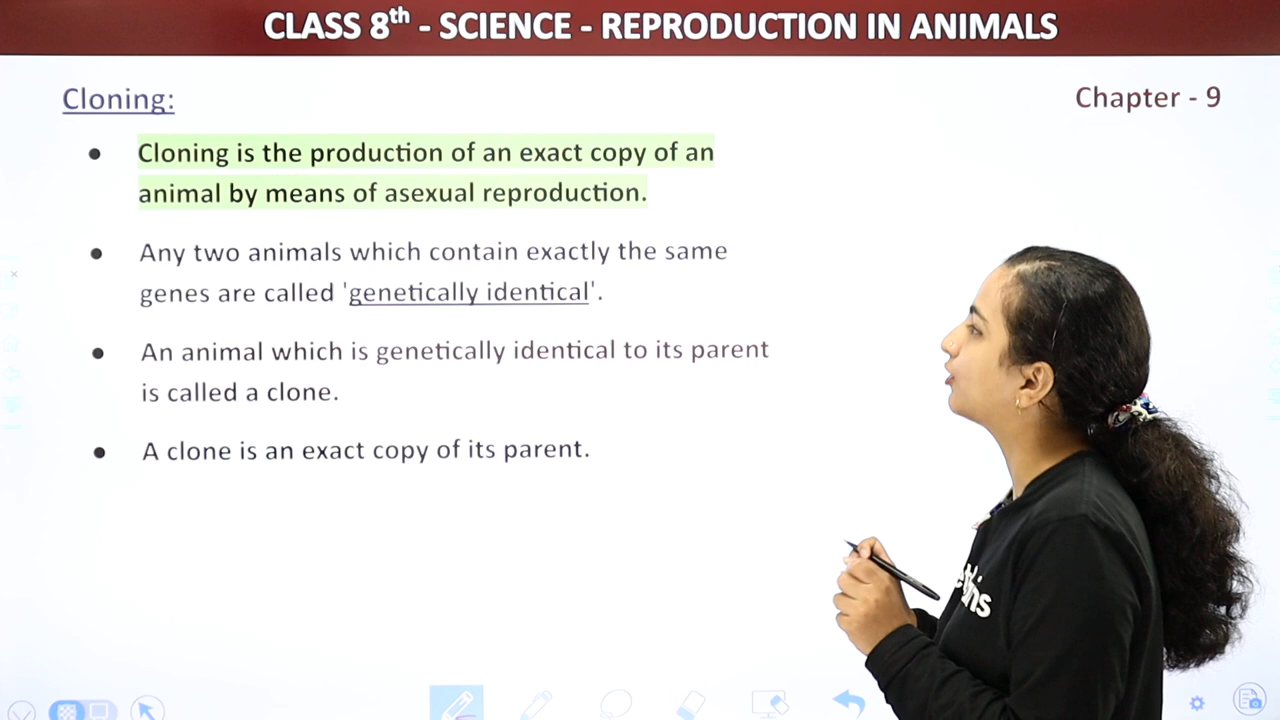 CLASS 8th - SCIENCE - REPRODUCTION IN ANIMALS
Cloning:
Chapter - 9
● Cloning is the production of an exact copy of an
animal by means of asexual reproduction.
● Any two animals which contain exactly the same
genes are called 'genetically identical'.
● An animal which is genetically identical to its parent
is called a clone.
● A clone is an exact copy of its parent.